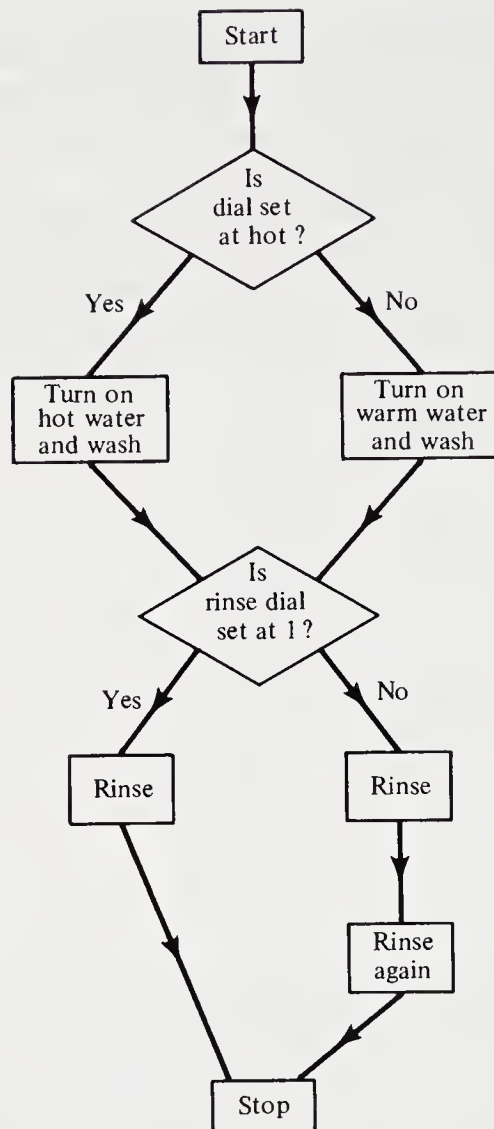 Start
Is
dial set
at hot ?
Yes
No
Turn on
hot water
and wash
Turn on
warm water
and wash
Is
rinse dial
set at 1 ?
Yes
No
Rinse
Rinse
Rinse
again
Stop